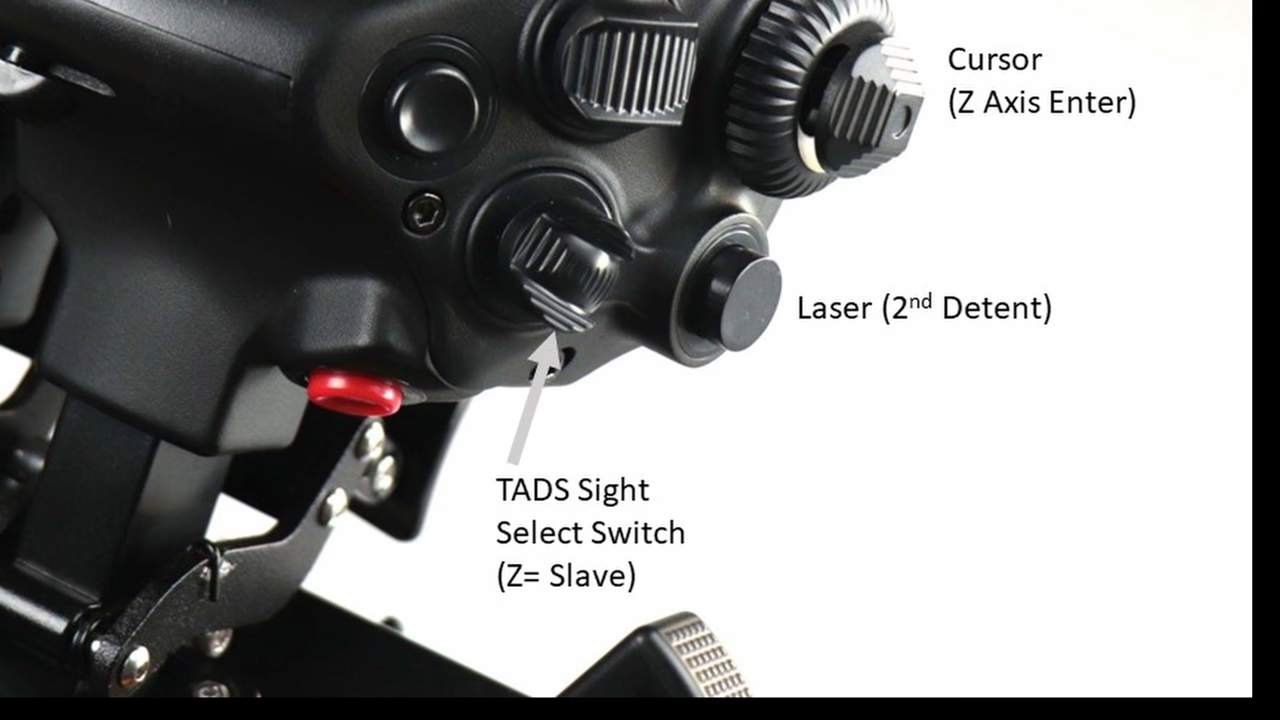 Cursor
(Z Axis Enter)
Laser (2nd Detent)
TADS Sight
Select Switch
(Z= Slave)